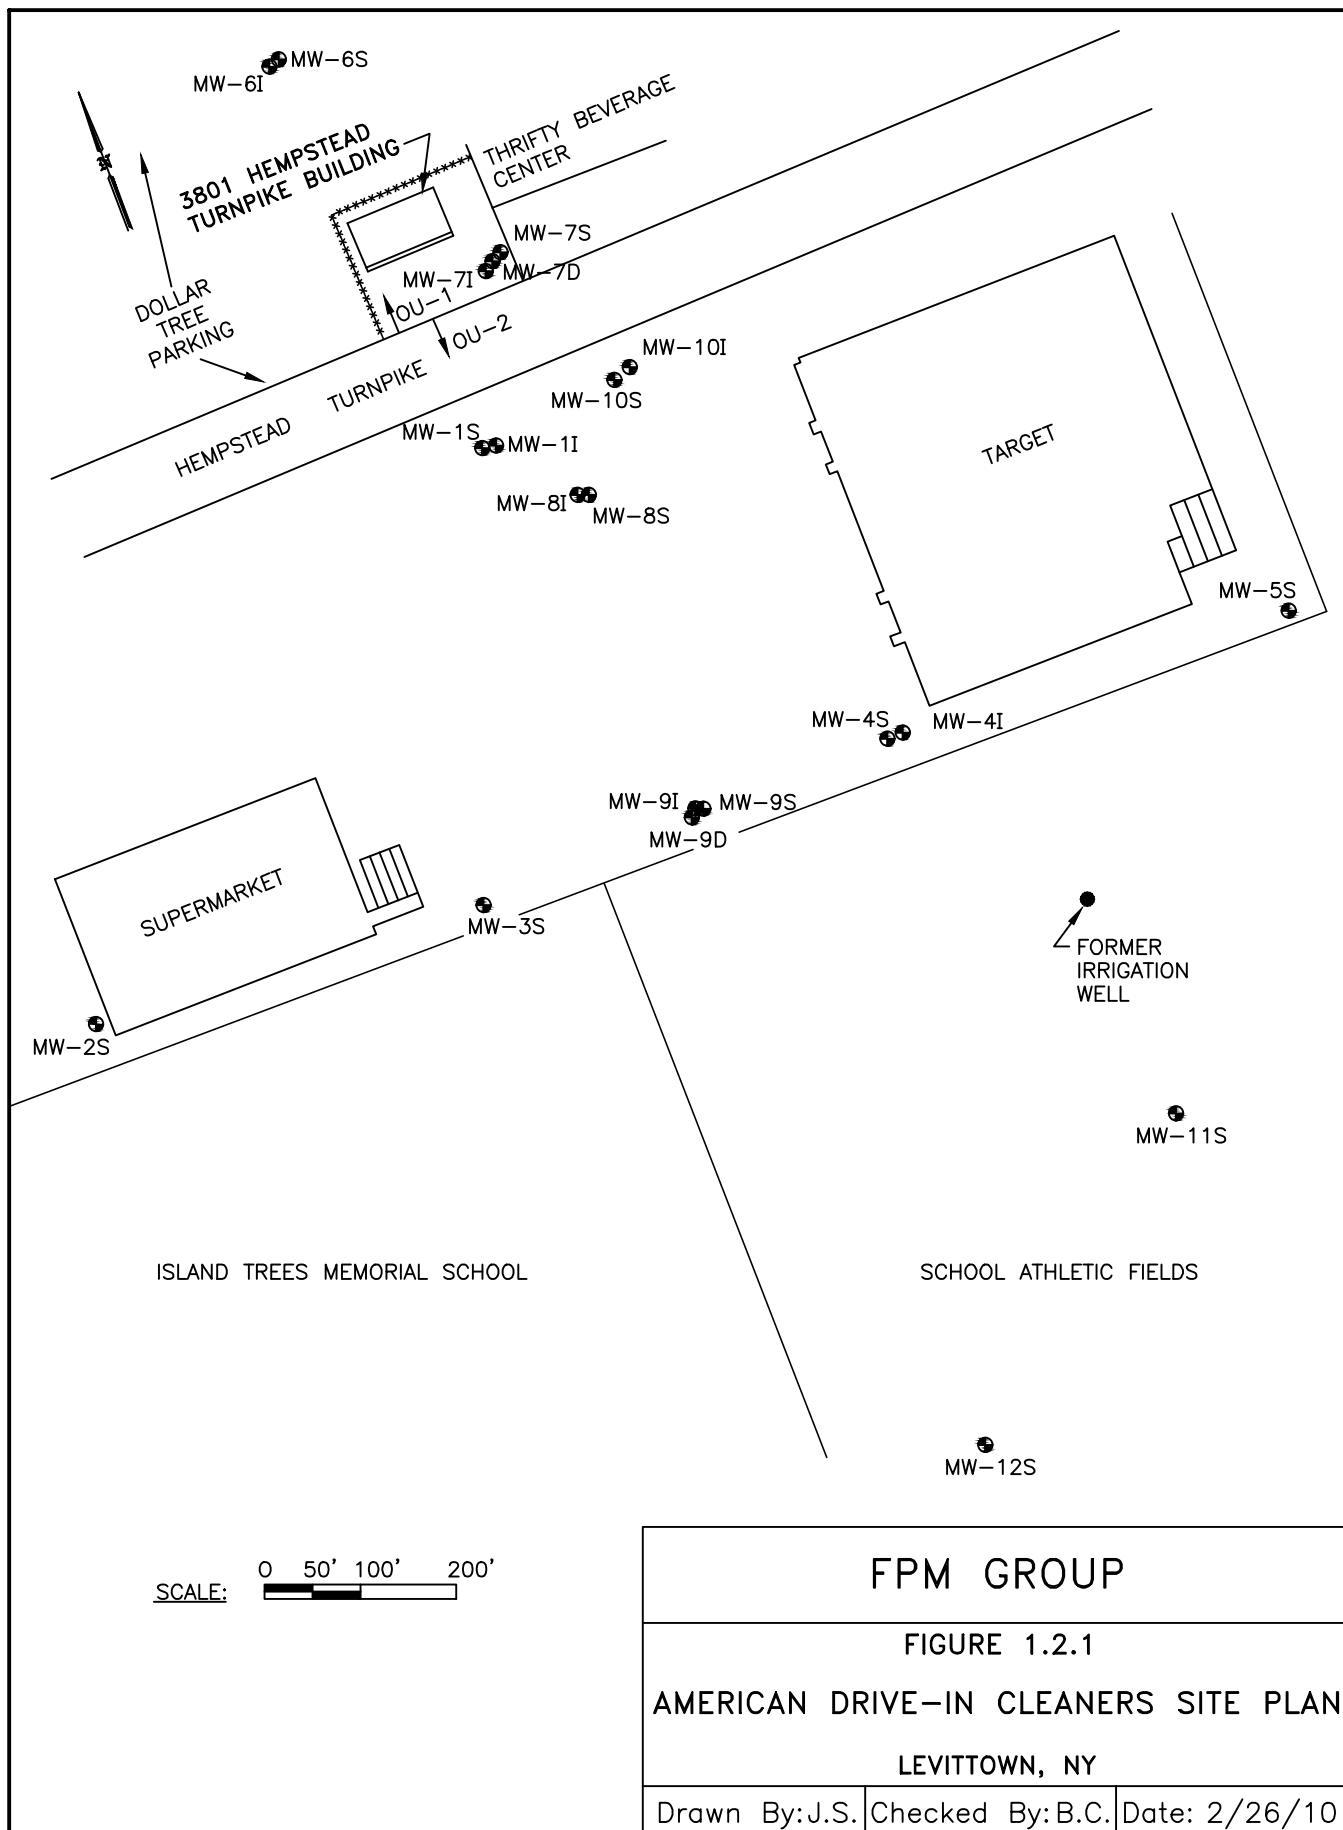 MW-6S
MW-6I
N
3801 HEMPSTEAD
TURNPIKE BUILDING
THRIFTY BEVERAGE
CENTER
MW-7S
MW-7I
MW-7D
DOLLAR
TREE
PARKING
OU-1
OU-2
HEMPSTEAD TURNPIKE
MW-10I
MW-10S
MW-1S
MW-1I
MW-8I
MW-8S
TARGET
MW-5S
MW-4S
MW-4I
MW-9I
MW-9S
MW-9D
SUPERMARKET
MW-3S
FORMER
IRRIGATION
WELL
MW-2S
MW-11S
ISLAND TREES MEMORIAL SCHOOL
SCHOOL ATHLETIC FIELDS
MW-12S
SCALE:
0 50' 100' 200'
FPM GROUP
FIGURE 1.2.1
AMERICAN DRIVE-IN CLEANERS SITE PLAN
LEVITTOWN, NY
Drawn By: J.S. Checked By: B.C. Date: 2/26/10